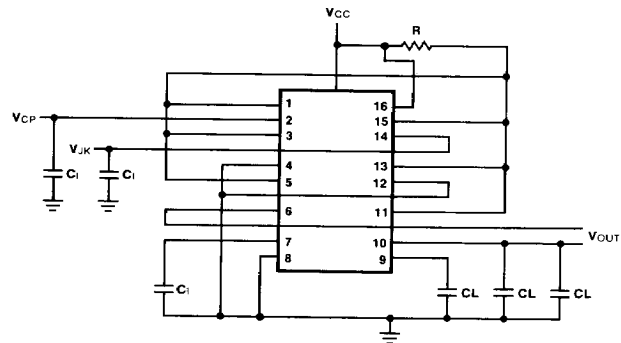 VCC
R
1 16
VCP 2 15
3 14
VJK
4 13
CI CI 5 12
6 11
7 10 VOUT
8 9
CI CL CL CL